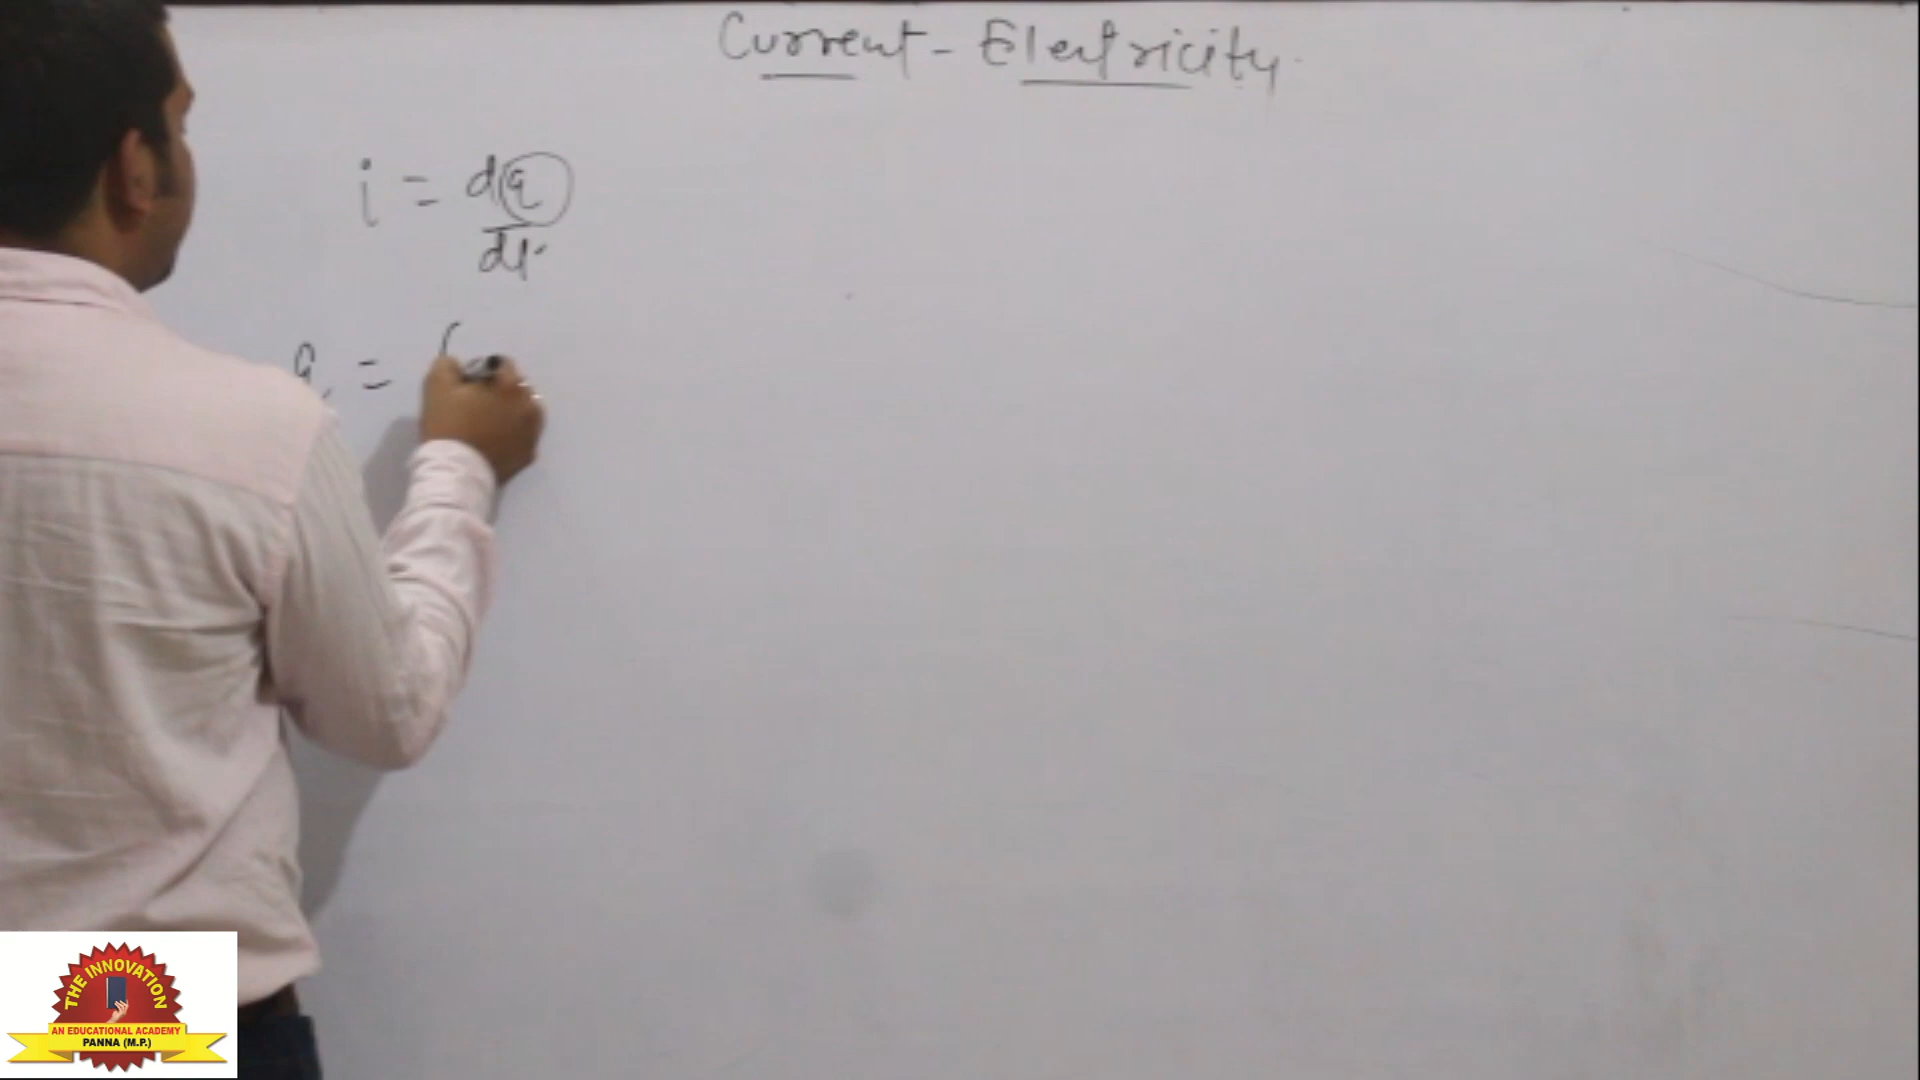 Current - Electricity
i = dq
dt
q = (
THE INNOVATION
AN EDUCATIONAL ACADEMY
PANNA (M.P.)